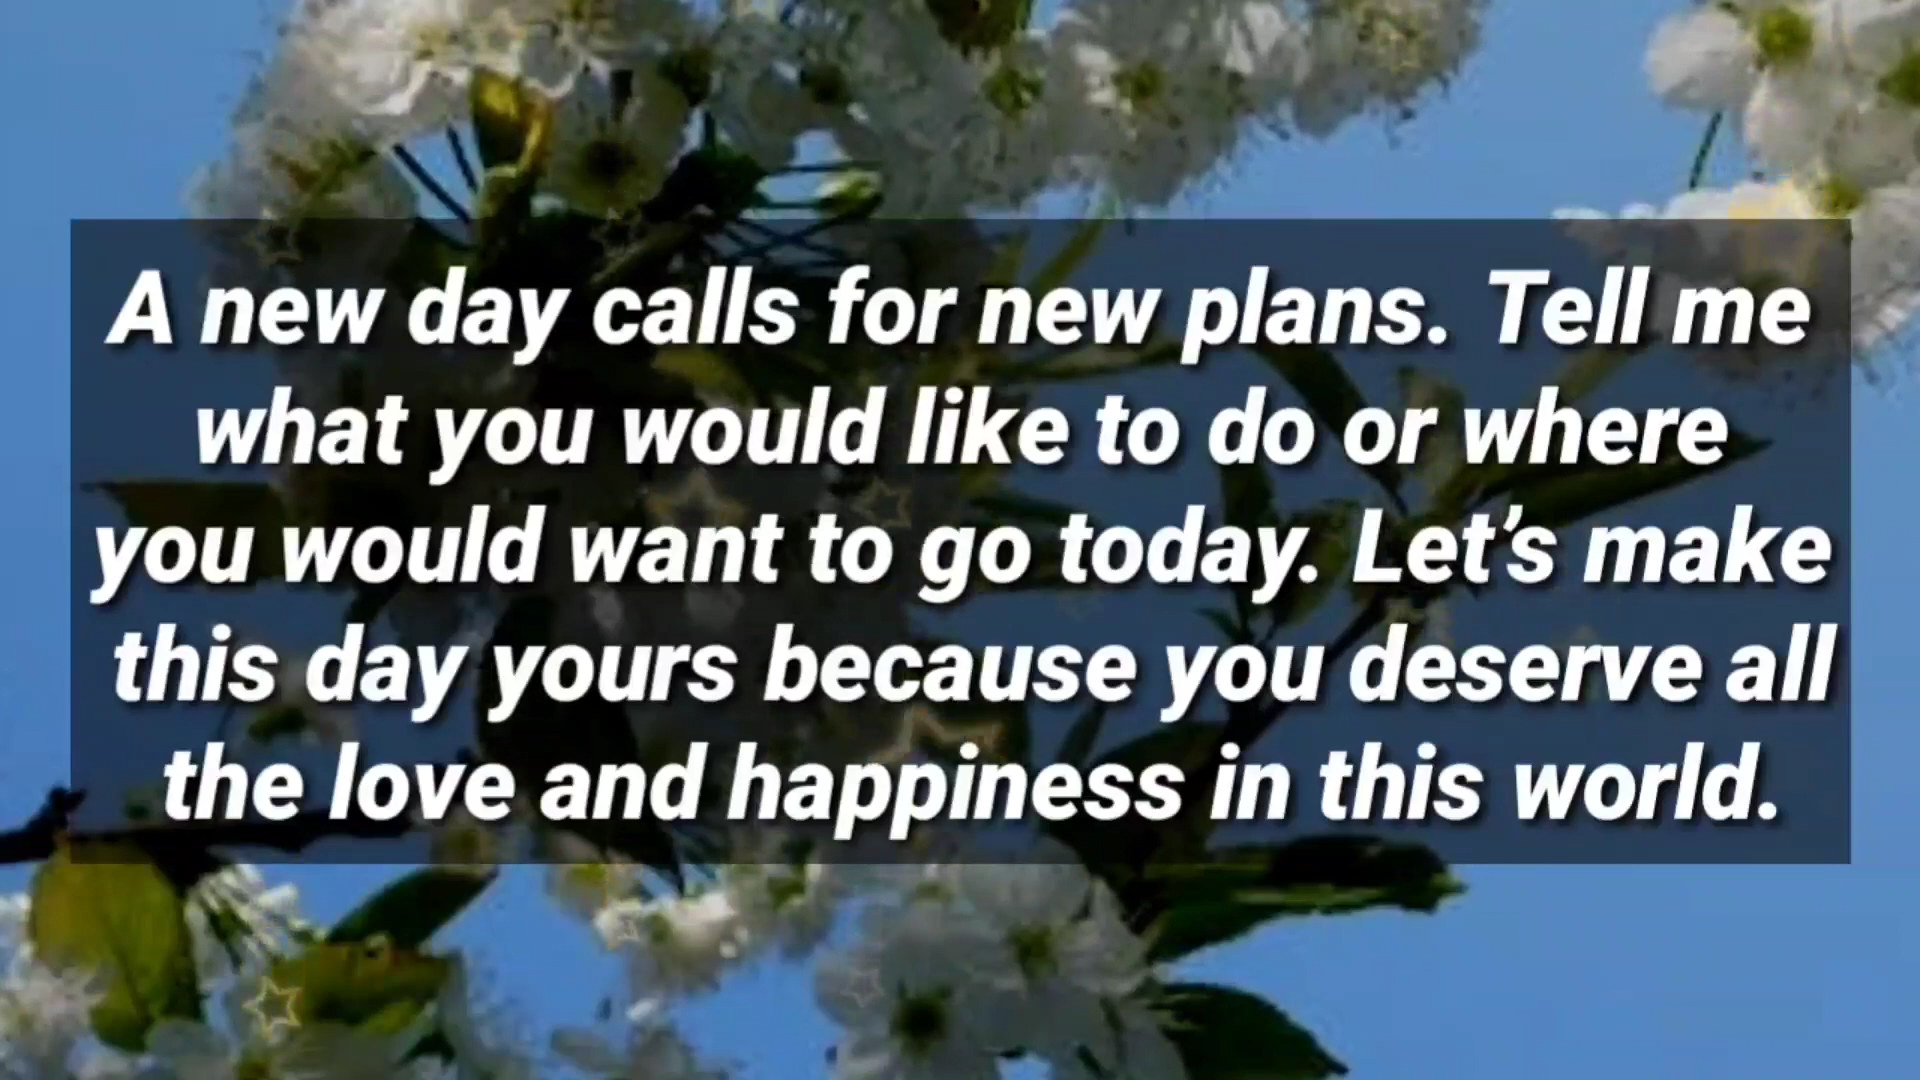 A new day calls for new plans. Tell me
what you would like to do or where
you would want to go today. Let’s make
this day yours because you deserve all
the love and happiness in this world.